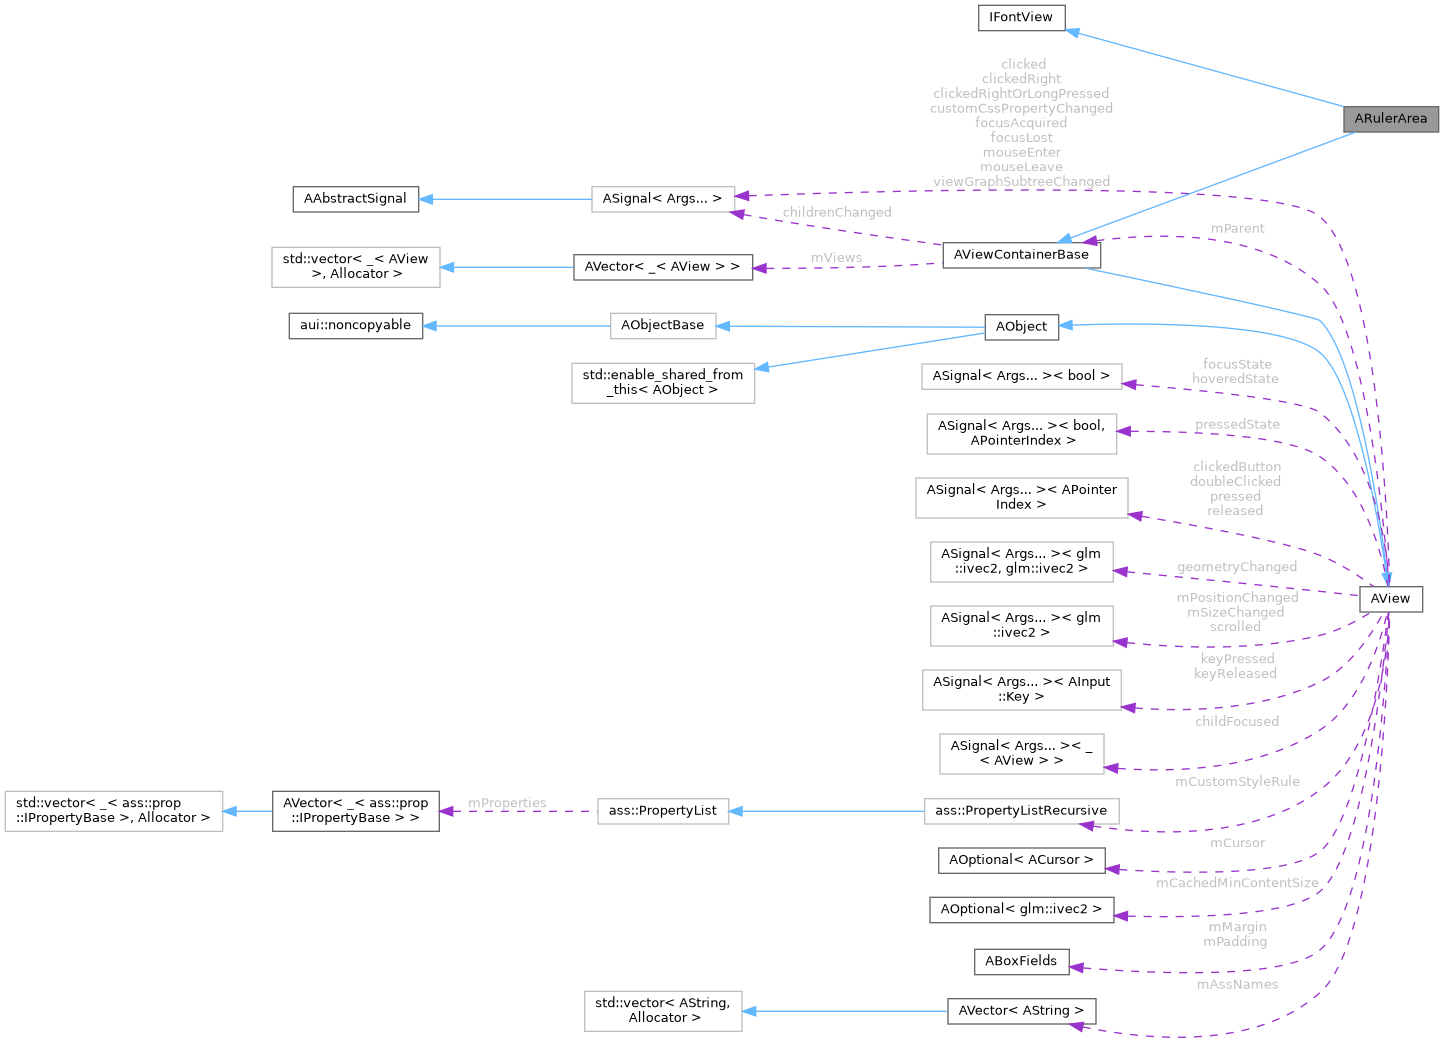 IFontView
clicked
clickedRight
clickedRightOrLongPressed
customCssPropertyChanged
focusAcquired
focusLost
mouseEnter
mouseLeave
viewGraphSubtreeChanged
ARulerArea
AAbstractSignal
ASignal< Args... >
childrenChanged
mParent
std::vector< _< AView
>, Allocator >
AVector< _< AView > >
mViews
AViewContainerBase
aui::noncopyable
AObjectBase
AObject
std::enable_shared_from
_this< AObject >
ASignal< Args... >< bool >
focusState
hoveredState
ASignal< Args... >< bool,
APointerIndex >
pressedState
ASignal< Args... >< APointer
Index >
clickedButton
doubleClicked
pressed
released
ASignal< Args... >< glm
::ivec2, glm::ivec2 >
geometryChanged
AView
ASignal< Args... >< glm
::ivec2 >
mPositionChanged
mSizeChanged
scrolled
ASignal< Args... >< AInput
::Key >
keyPressed
keyReleased
ASignal< Args... >< _
< AView > >
childFocused
std::vector< _< ass::prop
::IPropertyBase >, Allocator >
AVector< _< ass::prop
::IPropertyBase > >
mProperties
ass::PropertyList
ass::PropertyListRecursive
mCustomStyleRule
AOptional< ACursor >
mCursor
AOptional< glm::ivec2 >
mCachedMinContentSize
ABoxFields
mMargin
mPadding
std::vector< AString,
Allocator >
AVector< AString >
mAssNames